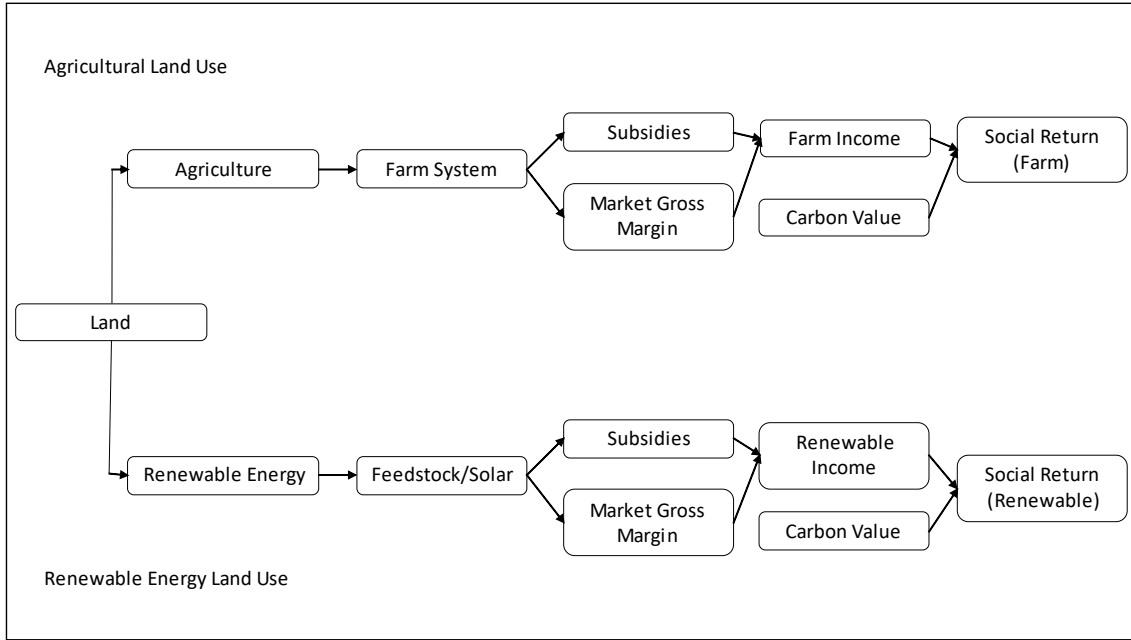 Agricultural Land Use
Subsidies
Farm Income
Social Return
(Farm)
Agriculture
Farm System
Market Gross
Margin
Carbon Value
Land
Subsidies
Renewable
Income
Renewable Energy
Feedstock/Solar
Social Return
(Renewable)
Market Gross
Margin
Carbon Value
Renewable Energy Land Use